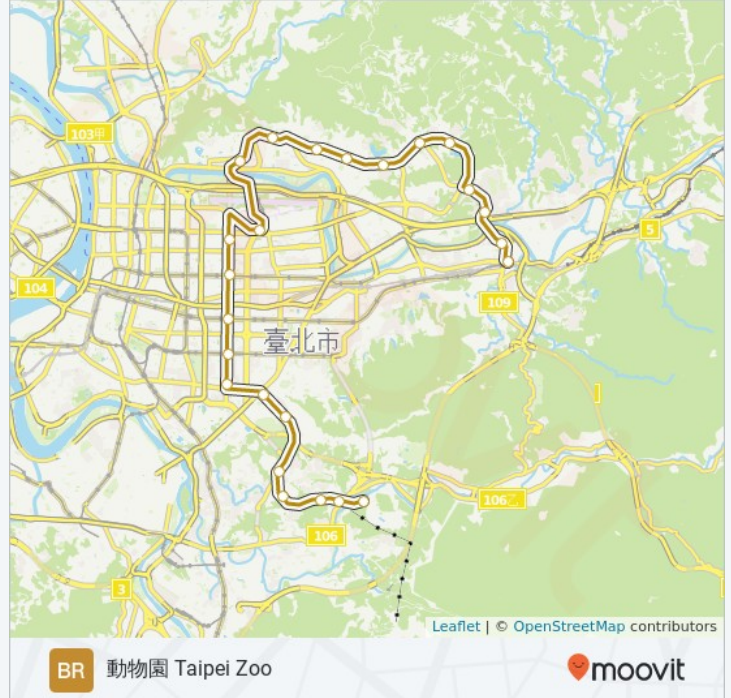 103甲
5
104
109
臺北市
106乙
106
3
Leaflet | © OpenStreetMap contributors
BR 動物園 Taipei Zoo
moovit